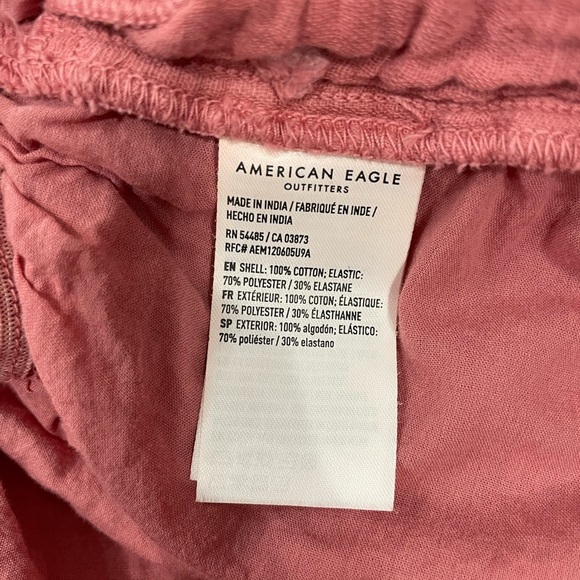 AMERICAN EAGLE
OUTFITTERS
MADE IN INDIA / FABRIQUÉ EN INDE /
HECHO EN INDIA
RN 54485 / CA 03873
RFC# AEM120605U9A
EN SHELL: 100% COTTON; ELASTIC:
70% POLYESTER / 30% ELASTANE
FR EXTÉRIEUR: 100% COTON; ÉLASTIQUE:
70% POLYESTER / 30% ÉLASTHANNE
SP EXTERIOR: 100% algodón; ELÁSTICO:
70% poliéster / 30% elastano